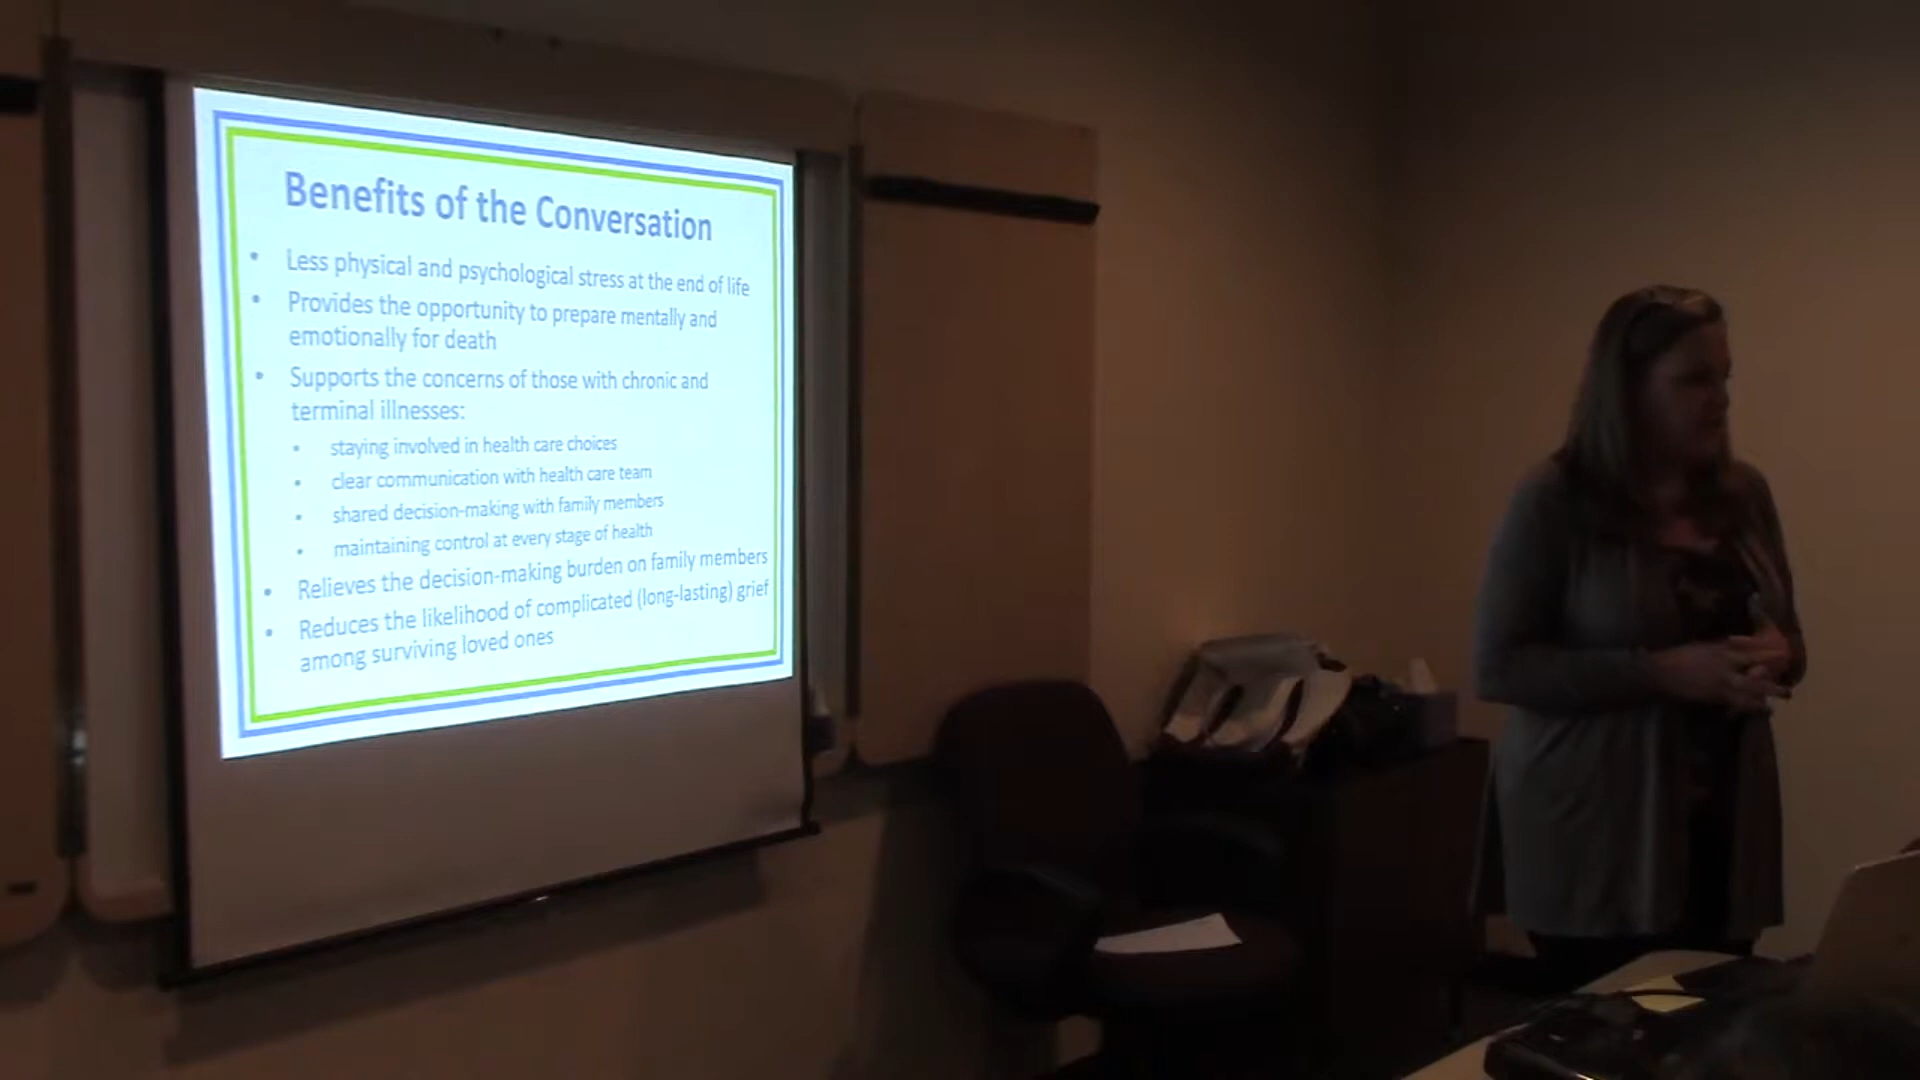 Benefits of the Conversation
• Less physical and psychological stress at the end of life
• Provides the opportunity to prepare mentally and
emotionally for death
• Supports the concerns of those with chronic and
terminal illnesses:
• staying involved in health care choices
• clear communication with health care team
• shared decision-making with family members
• maintaining control at every stage of health
• Relieves the decision-making burden on family members
• Reduces the likelihood of complicated (long-lasting) grief
among surviving loved ones